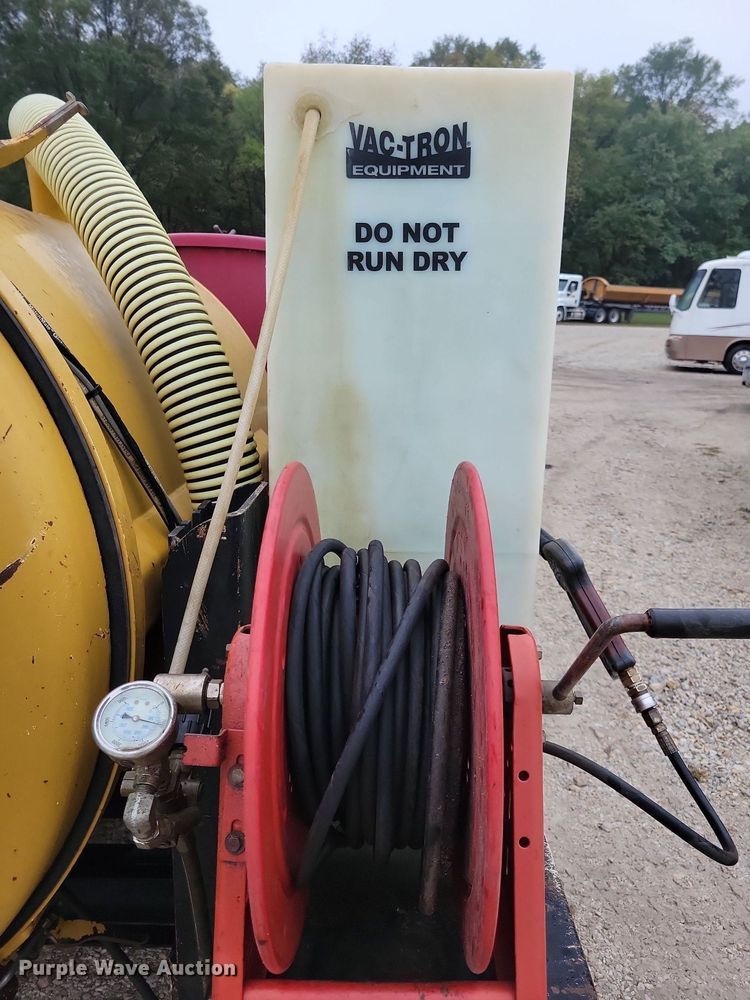 VAC-TRON
EQUIPMENT
DO NOT
RUN DRY
Purple Wave Auction